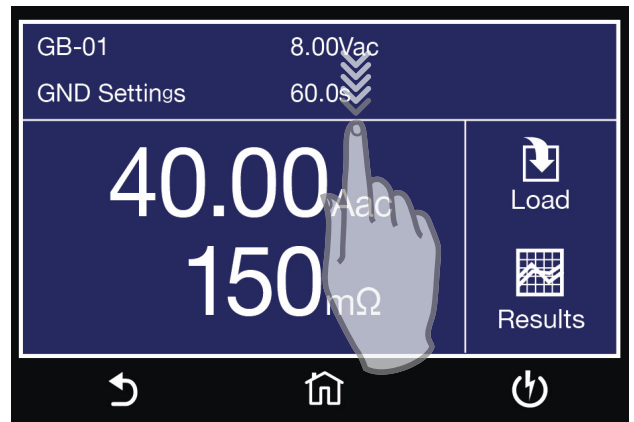 GB-01 8.00Vac
GND Settings 60.0s
40.00Aac
150mΩ
Load
Results